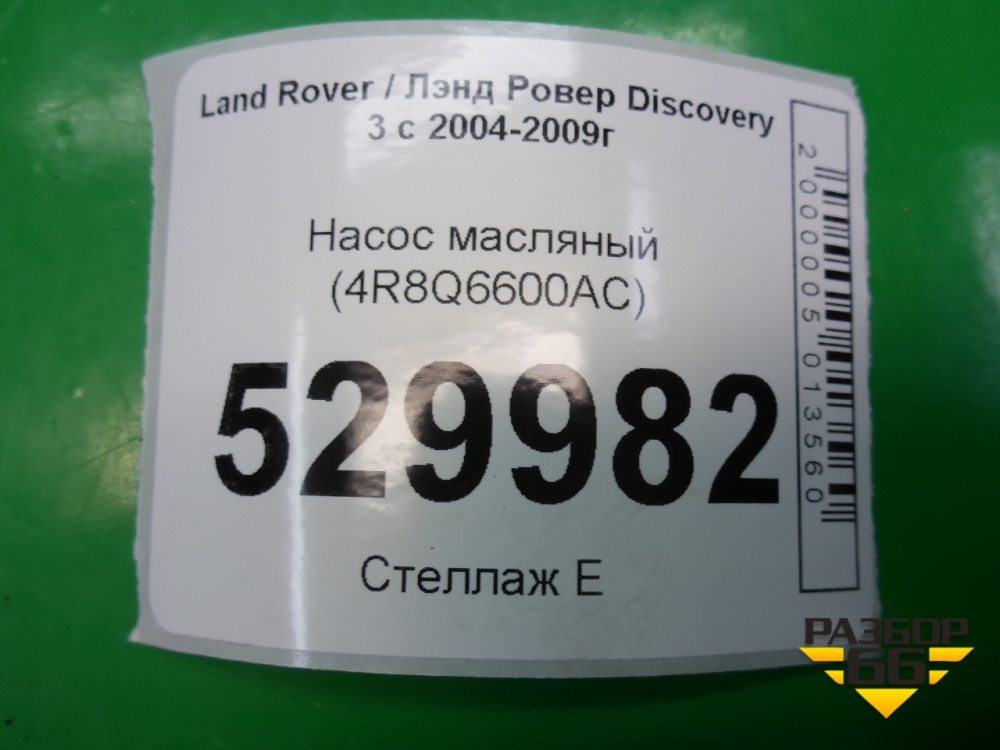 Land Rover / Лэнд Ровер Discovery
3 с 2004-2009г
Насос масляный
(4R8Q6600AC)
529982
Стеллаж Е
2000005013560
РАЗБОР
66